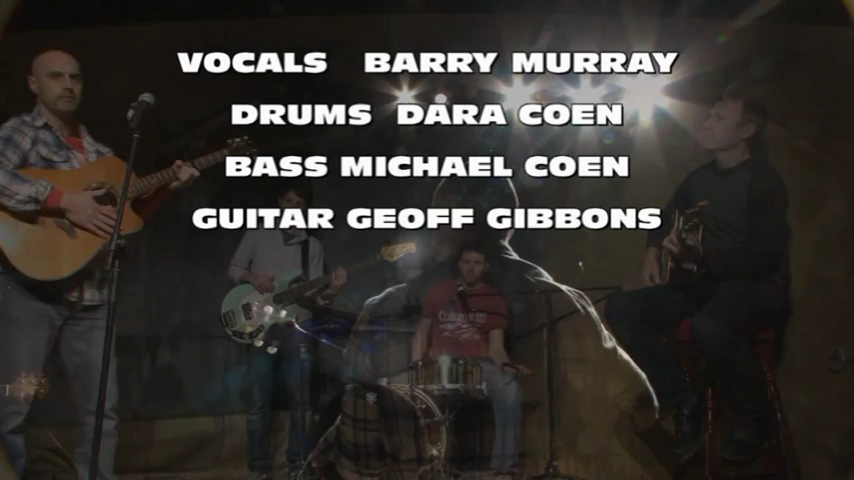 VOCALS BARRY MURRAY
DRUMS DARA COEN
BASS MICHAEL COEN
GUITAR GEOFF GIBBONS